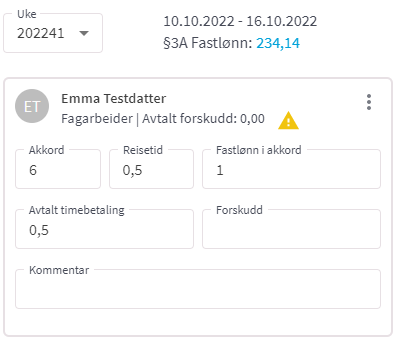 Uke
202241
10.10.2022 - 16.10.2022
§3A Fastlønn: 234,14
ET
Emma Testdatter
Fagarbeider | Avtalt forskudd: 0,00
Akkord
6
Reisetid
0,5
Fastlønn i akkord
1
Avtalt timebetaling
0,5
Forskudd
Kommentar